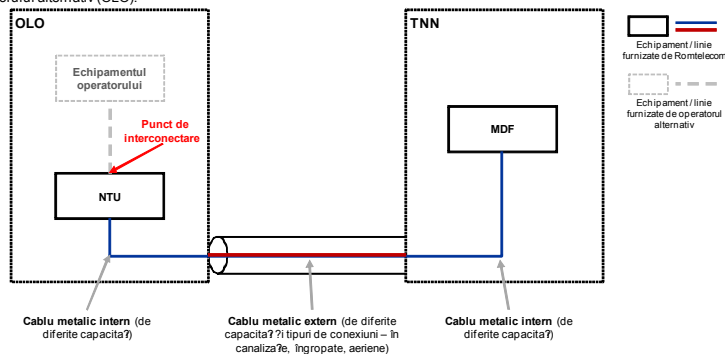 OLO
TNN
Echipament/ linie
furnizate de Romtelecom
Echipamentul
operatorului
Echipament/ linie
furnizate de operatorul
alternativ
Punct de
interconectare
MDF
NTU
Cablu metalic intern (de
diferite capacita?)
Cablu metalic extern (de diferite
capacita? ?i tipuri de conexiuni – în
canaliza?e, îngropate, aeriene)
Cablu metalic intern (de
diferite capacita?)